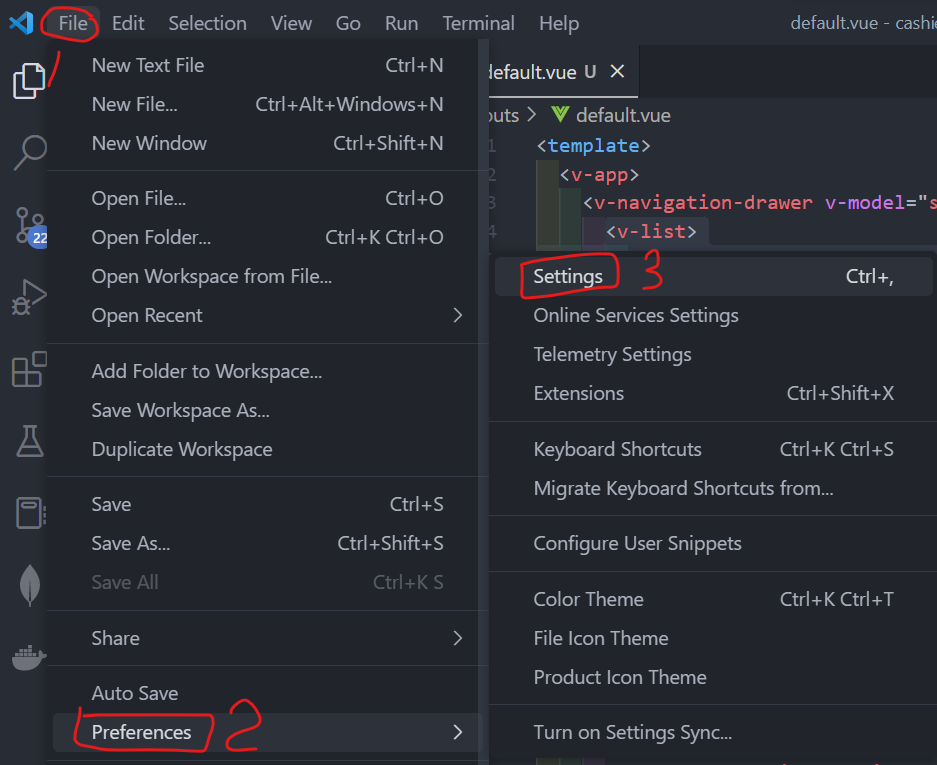 File Edit Selection View Go Run Terminal Help default.vue - cashie
1
default.vue U
New Text File Ctrl+N
New File... Ctrl+Alt+Windows+N
New Window Ctrl+Shift+N
Open File... Ctrl+O
Open Folder... Ctrl+K Ctrl+O
Open Workspace from File...
Open Recent
Add Folder to Workspace...
Save Workspace As...
Duplicate Workspace
Save Ctrl+S
Save As... Ctrl+Shift+S
Save All Ctrl+K S
Share
Auto Save
Preferences 2
22
outs > default.vue
1 <template>
2 <v-app>
3 <v-navigation-drawer v-model="s
4 <v-list>
Settings 3 Ctrl+,
Online Services Settings
Telemetry Settings
Extensions Ctrl+Shift+X
Keyboard Shortcuts Ctrl+K Ctrl+S
Migrate Keyboard Shortcuts from...
Configure User Snippets
Color Theme Ctrl+K Ctrl+T
File Icon Theme
Product Icon Theme
Turn on Settings Sync...